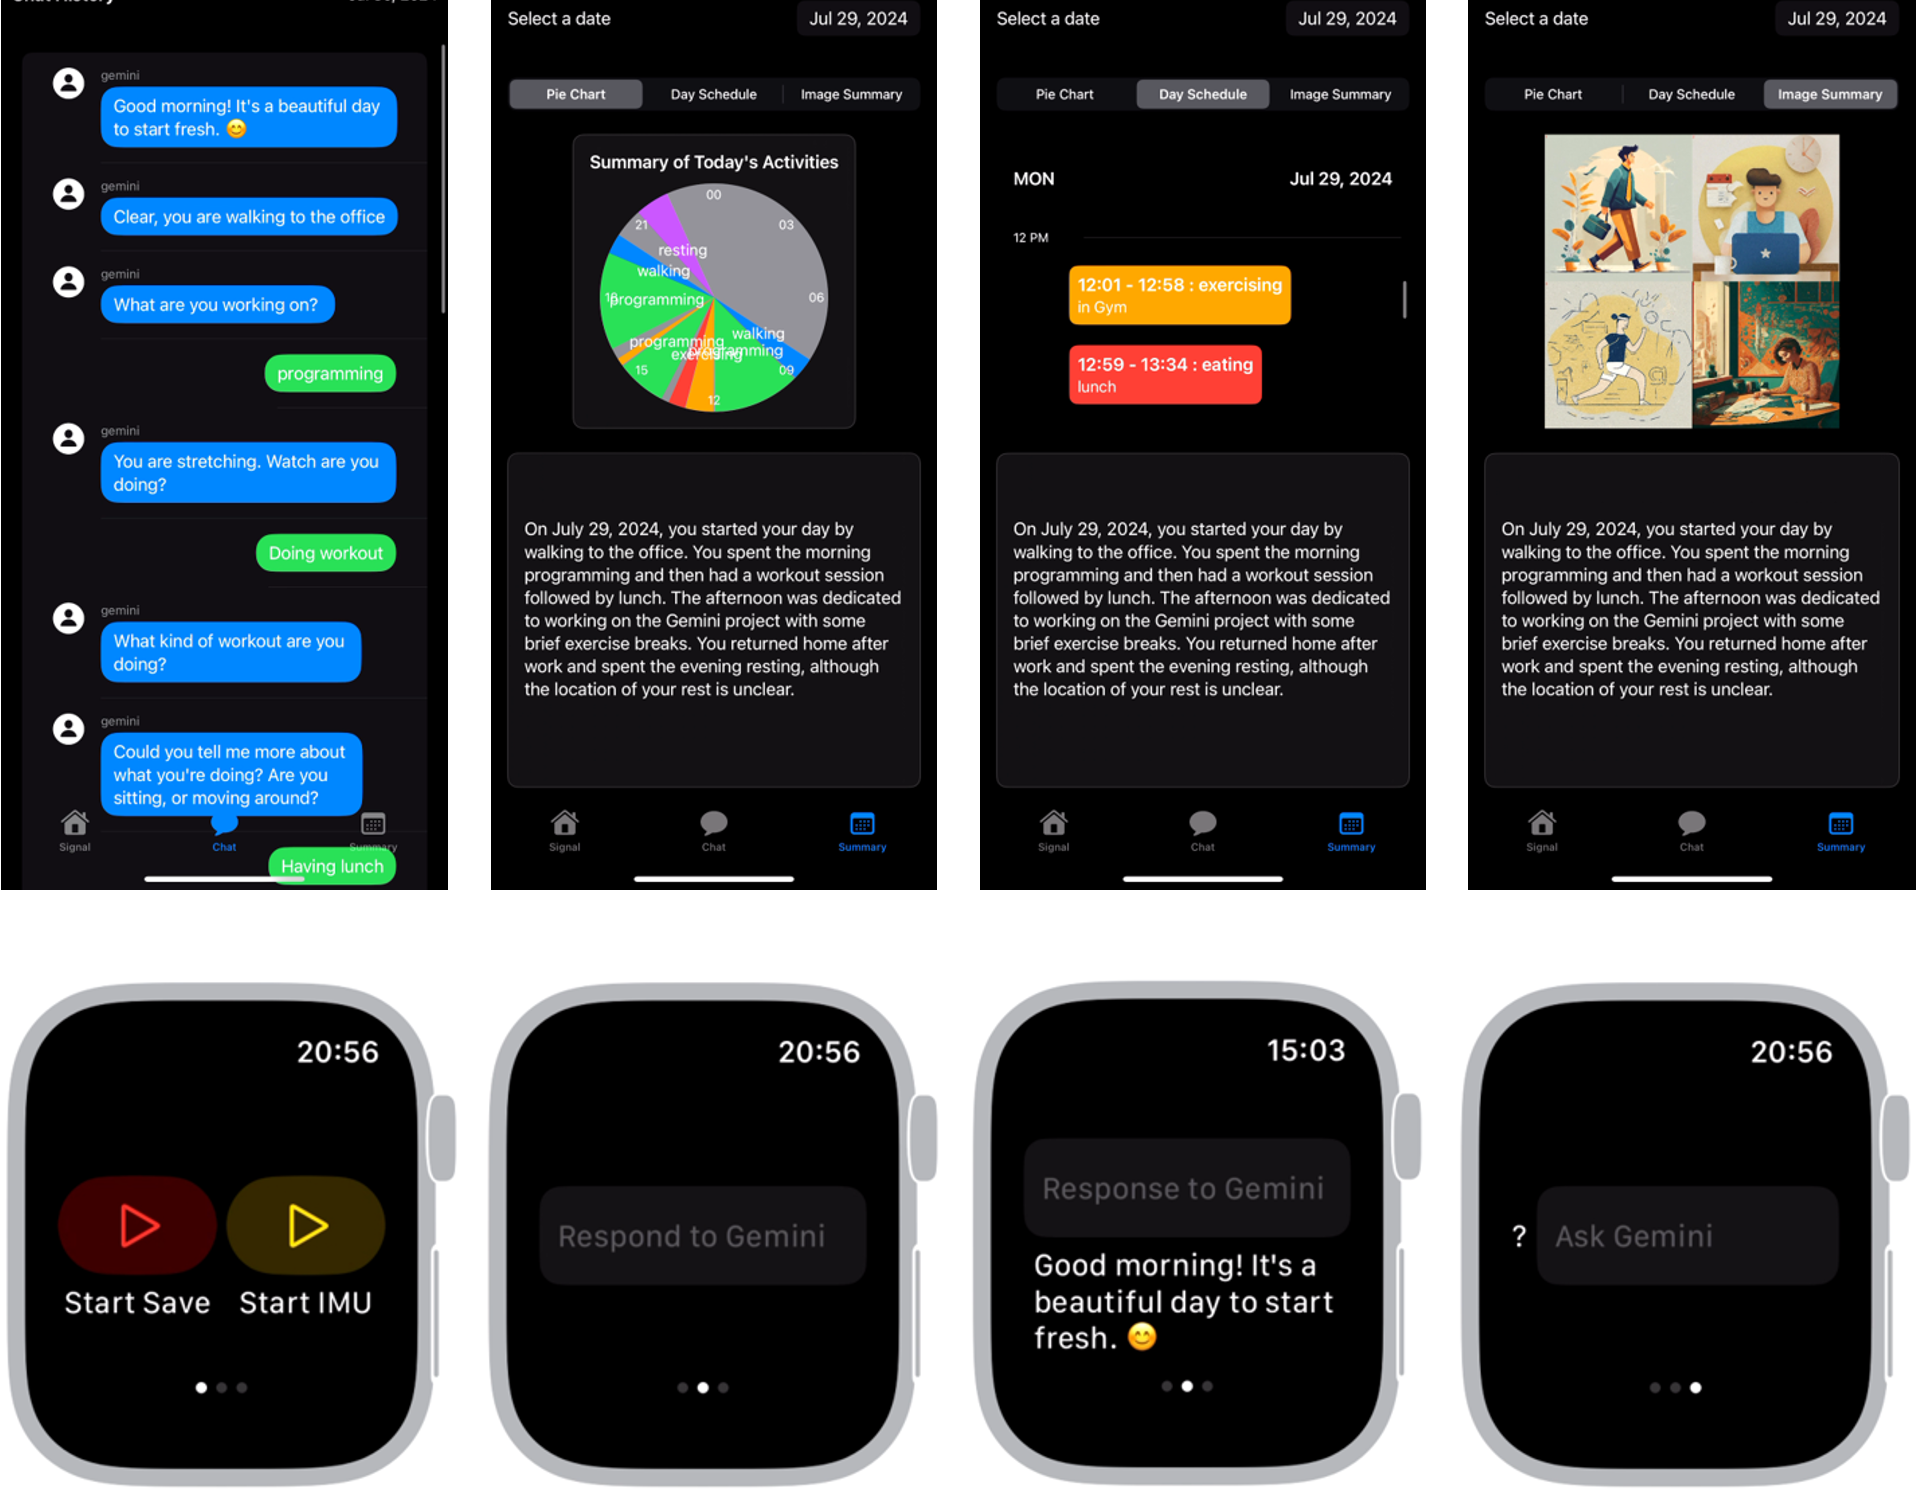 Chat History
gemini
Good morning! It's a beautiful day
to start fresh. 😊
gemini
Clear, you are walking to the office
gemini
What are you working on?
programming
gemini
You are stretching. Watch are you
doing?
Doing workout
gemini
What kind of workout are you
doing?
gemini
Could you tell me more about
what you're doing? Are you
sitting, or moving around?
Having lunch
Signal
Chat
Summary
Select a date
Jul 29, 2024
Pie Chart
Day Schedule
Image Summary
Summary of Today's Activities
00
03
06
09
12
15
18
21
resting
walking
programming
walking
programming
programming
exercising
On July 29, 2024, you started your day by
walking to the office. You spent the morning
programming and then had a workout session
followed by lunch. The afternoon was dedicated
to working on the Gemini project with some
brief exercise breaks. You returned home after
work and spent the evening resting, although
the location of your rest is unclear.
Signal
Chat
Summary
Select a date
Jul 29, 2024
Pie Chart
Day Schedule
Image Summary
MON
Jul 29, 2024
12 PM
12:01 - 12:58 : exercising
in Gym
12:59 - 13:34 : eating
lunch
On July 29, 2024, you started your day by
walking to the office. You spent the morning
programming and then had a workout session
followed by lunch. The afternoon was dedicated
to working on the Gemini project with some
brief exercise breaks. You returned home after
work and spent the evening resting, although
the location of your rest is unclear.
Signal
Chat
Summary
Select a date
Jul 29, 2024
Pie Chart
Day Schedule
Image Summary
On July 29, 2024, you started your day by
walking to the office. You spent the morning
programming and then had a workout session
followed by lunch. The afternoon was dedicated
to working on the Gemini project with some
brief exercise breaks. You returned home after
work and spent the evening resting, although
the location of your rest is unclear.
Signal
Chat
Summary
20:56
Start Save
Start IMU
20:56
Respond to Gemini
15:03
Response to Gemini
Good morning! It's a
beautiful day to start
fresh. 😊
20:56
? Ask Gemini